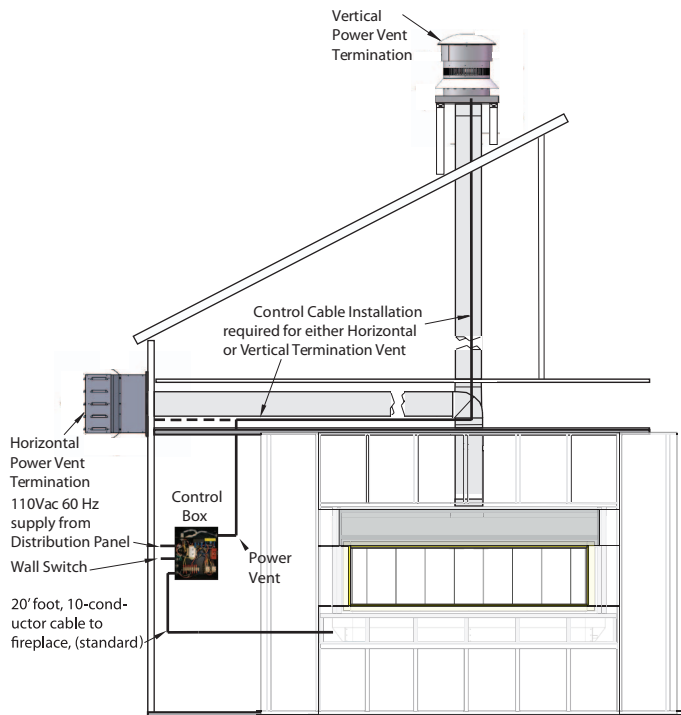 Vertical
Power Vent
Termination
Control Cable Installation
required for either Horizontal
or Vertical Termination Vent
Horizontal
Power Vent
Termination
110Vac 60 Hz
supply from
Distribution Panel
Wall Switch
Control
Box
Power
Vent
20' foot, 10-cond-
uctor cable to
fireplace, (standard)